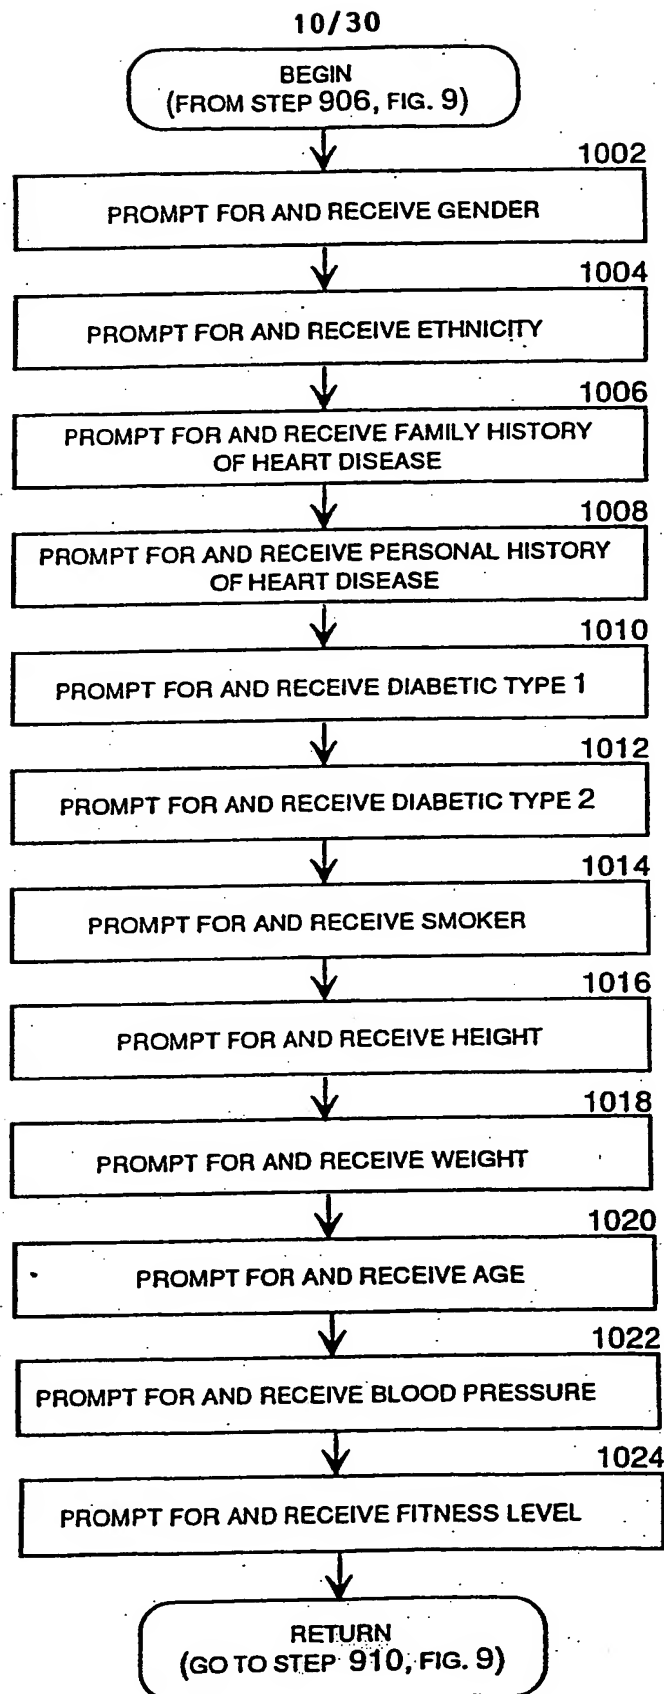 10/30
BEGIN
(FROM STEP 906, FIG. 9)
1002
PROMPT FOR AND RECEIVE GENDER
1004
PROMPT FOR AND RECEIVE ETHNICITY
1006
PROMPT FOR AND RECEIVE FAMILY HISTORY
OF HEART DISEASE
1008
PROMPT FOR AND RECEIVE PERSONAL HISTORY
OF HEART DISEASE
1010
PROMPT FOR AND RECEIVE DIABETIC TYPE 1
1012
PROMPT FOR AND RECEIVE DIABETIC TYPE 2
1014
PROMPT FOR AND RECEIVE SMOKER
1016
PROMPT FOR AND RECEIVE HEIGHT
1018
PROMPT FOR AND RECEIVE WEIGHT
1020
PROMPT FOR AND RECEIVE AGE
1022
PROMPT FOR AND RECEIVE BLOOD PRESSURE
1024
PROMPT FOR AND RECEIVE FITNESS LEVEL
RETURN
(GO TO STEP 910, FIG. 9)